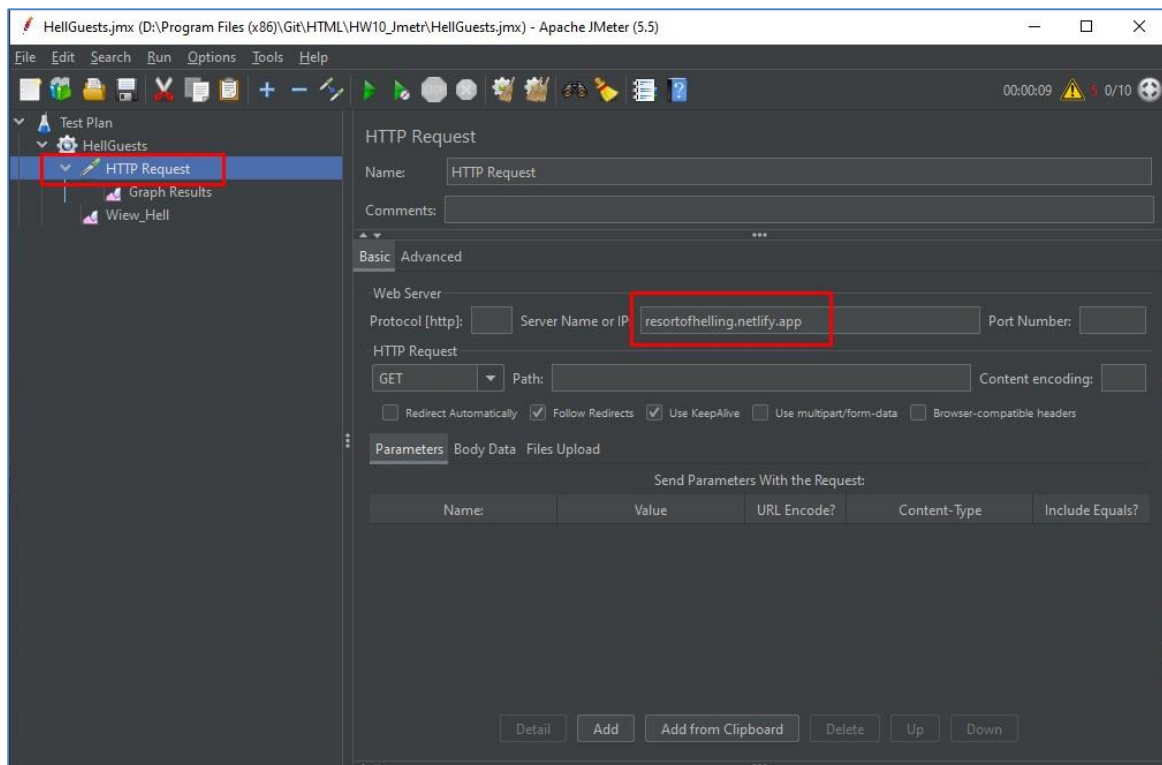 HellGuests.jmx (D:\Program Files (x86)\Git\HTML\HW10_Jmetr\HellGuests.jmx) - Apache JMeter (5.5)
File Edit Search Run Options Tools Help
00:00:09 5 0/10
Test Plan
HellGuests
HTTP Request
Graph Results
Wiew_Hell
HTTP Request
Name: HTTP Request
Comments:
Basic Advanced
Web Server
Protocol [http]: Server Name or IP: resortofhelling.netlify.app Port Number:
HTTP Request
GET Path: Content encoding:
Redirect Automatically Follow Redirects Use KeepAlive Use multipart/form-data Browser-compatible headers
Parameters Body Data Files Upload
Send Parameters With the Request:
Name: Value URL Encode? Content-Type Include Equals?
Detail Add Add from Clipboard Delete Up Down